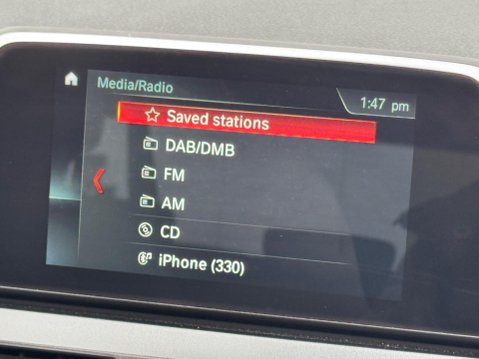 Media/Radio
1:47 pm
Saved stations
DAB/DMB
FM
AM
CD
iPhone (330)